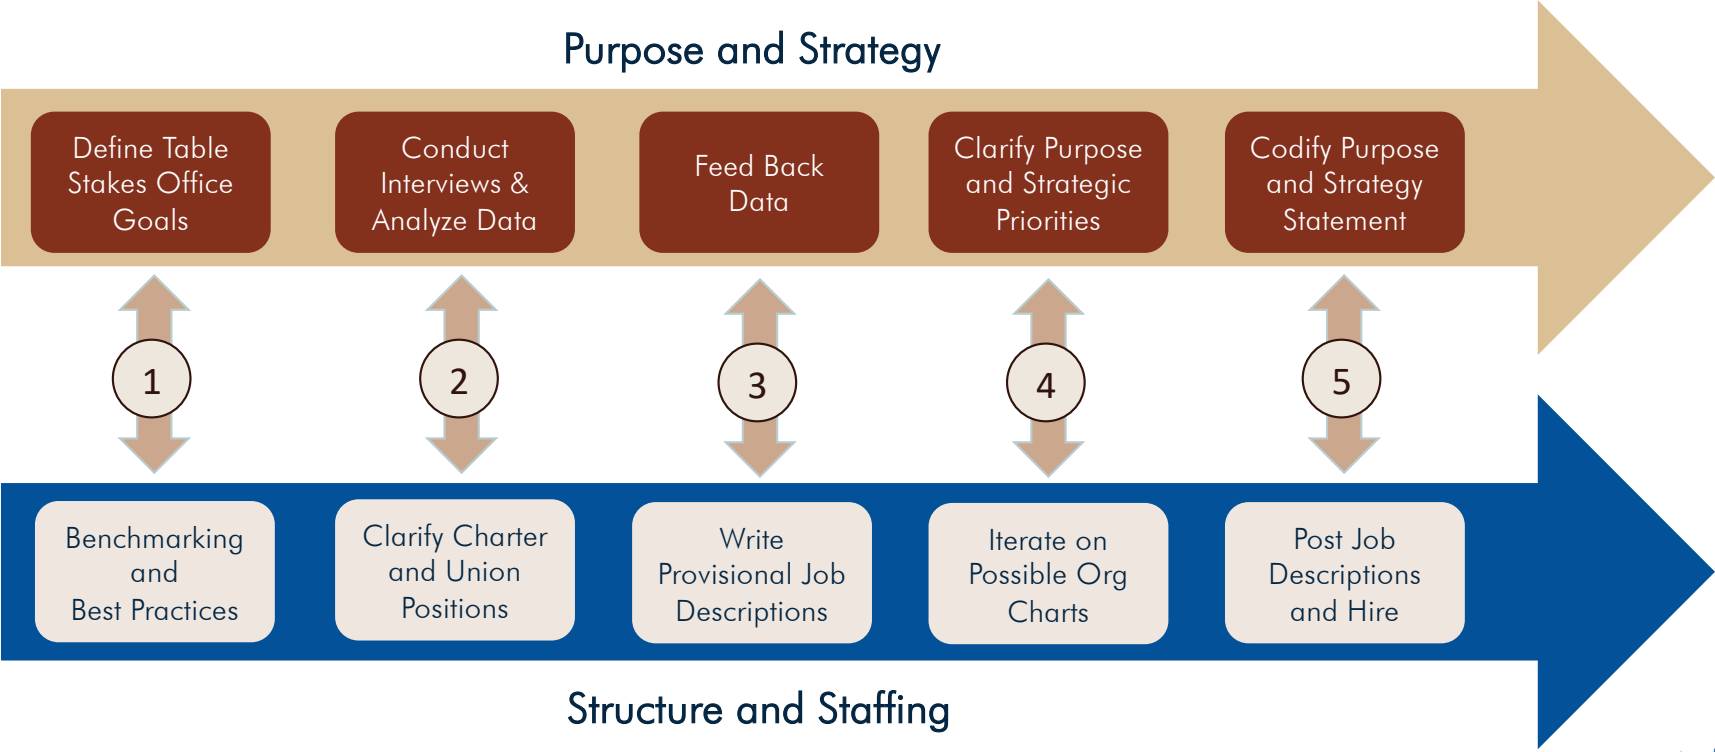 Purpose and Strategy
Define Table
Stakes Office
Goals
Conduct
Interviews &
Analyze Data
Feed Back
Data
Clarify Purpose
and Strategic
Priorities
Codify Purpose
and Strategy
Statement
1
2
3
4
5
Benchmarking
and
Best Practices
Clarify Charter
and Union
Positions
Write
Provisional Job
Descriptions
Iterate on
Possible Org
Charts
Post Job
Descriptions
and Hire
Structure and Staffing